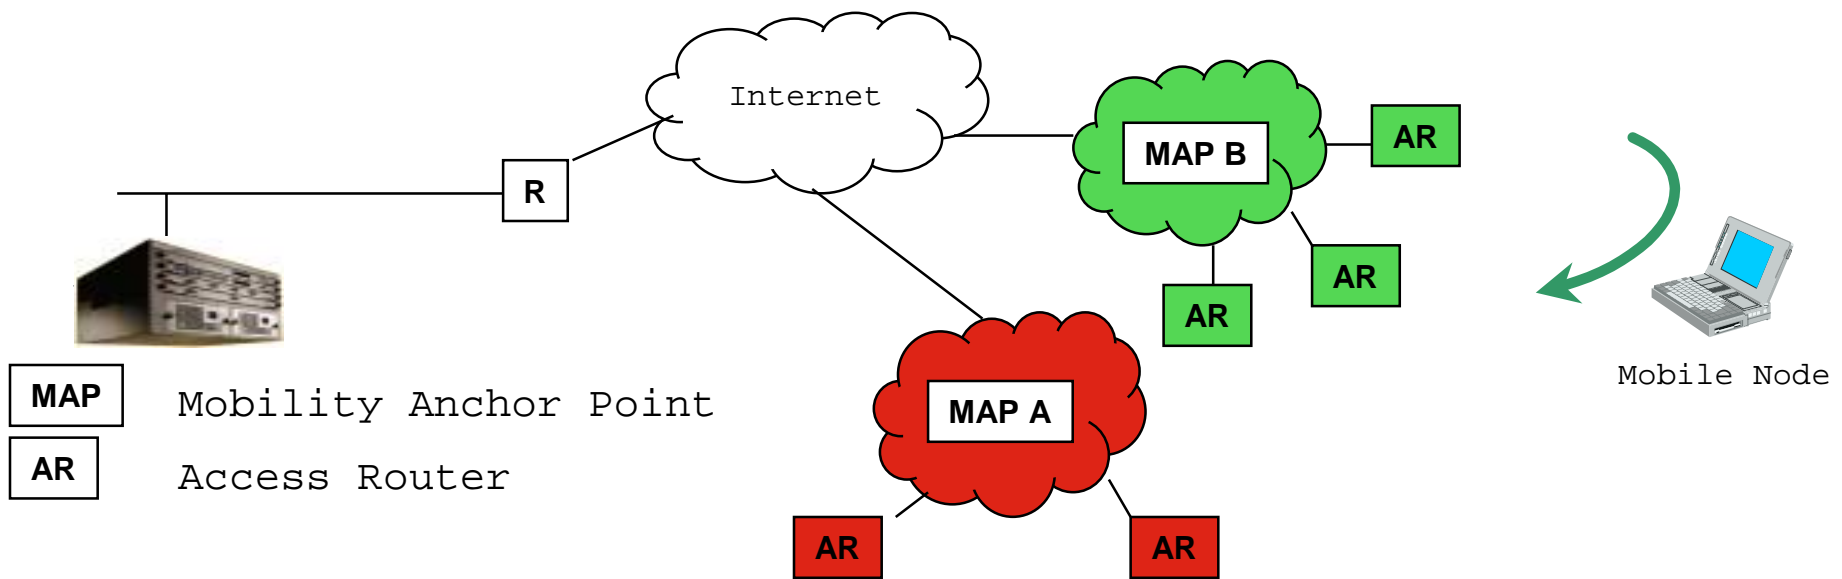 Internet
MAP B
AR
R
AR
AR
MAP Mobility Anchor Point
MAP A
Mobile Node
AR Access Router
AR
AR